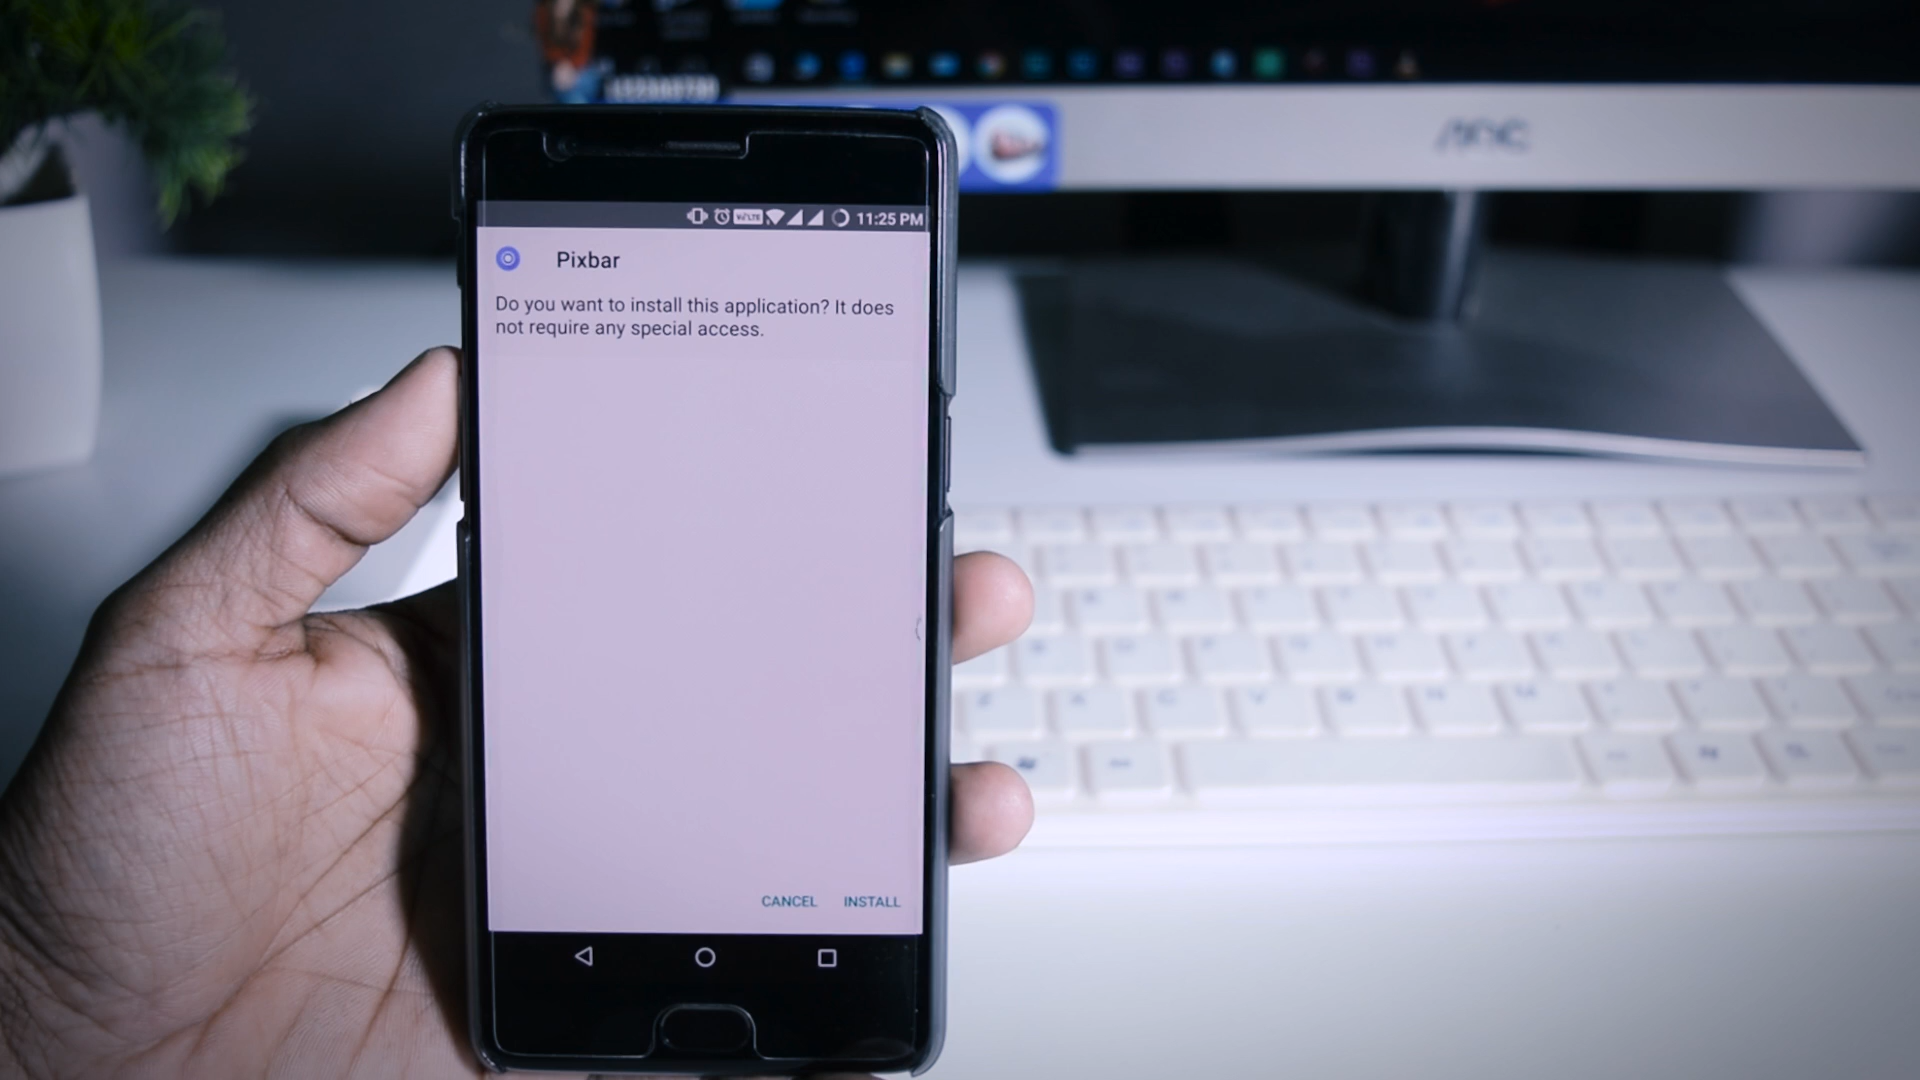 AOC
VoLTE 11:25 PM
Pixbar
Do you want to install this application? It does
not require any special access.
CANCEL INSTALL
Z X C V B N M